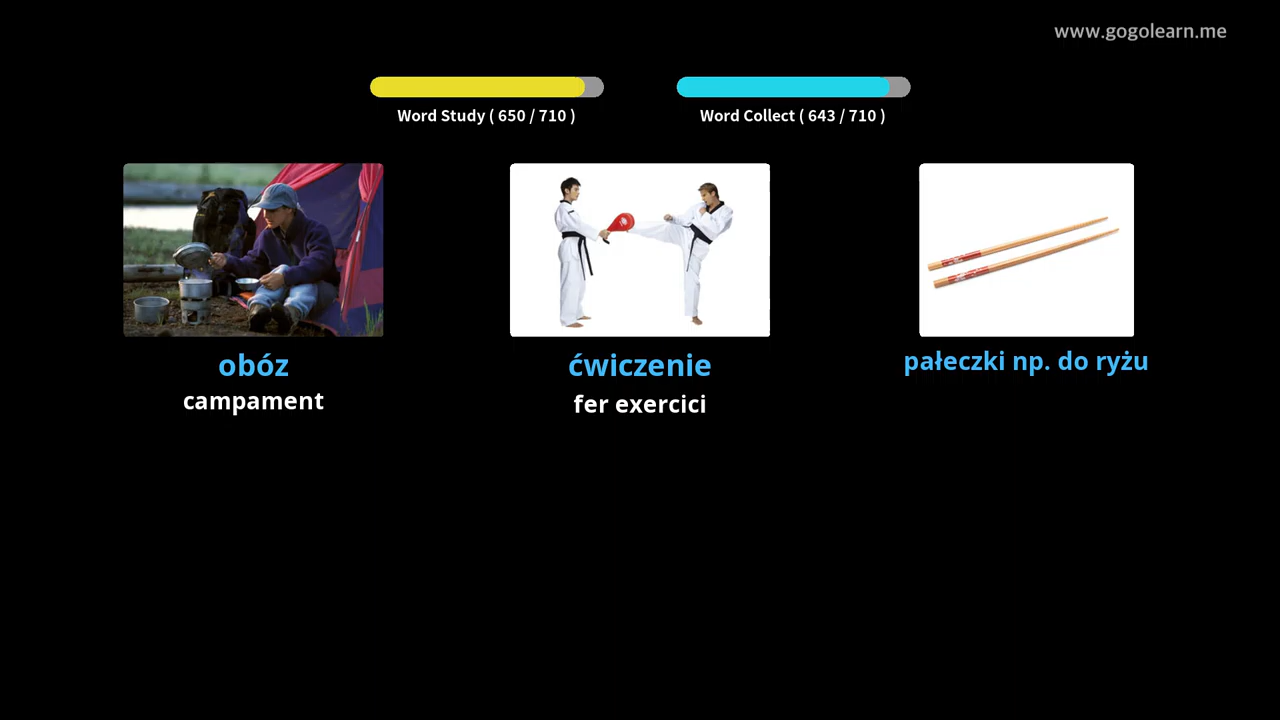 www.gogolearn.me
Word Study ( 650 / 710 )
Word Collect ( 643 / 710 )
obóz
campament
ćwiczenie
fer exercici
pałeczki np. do ryżu